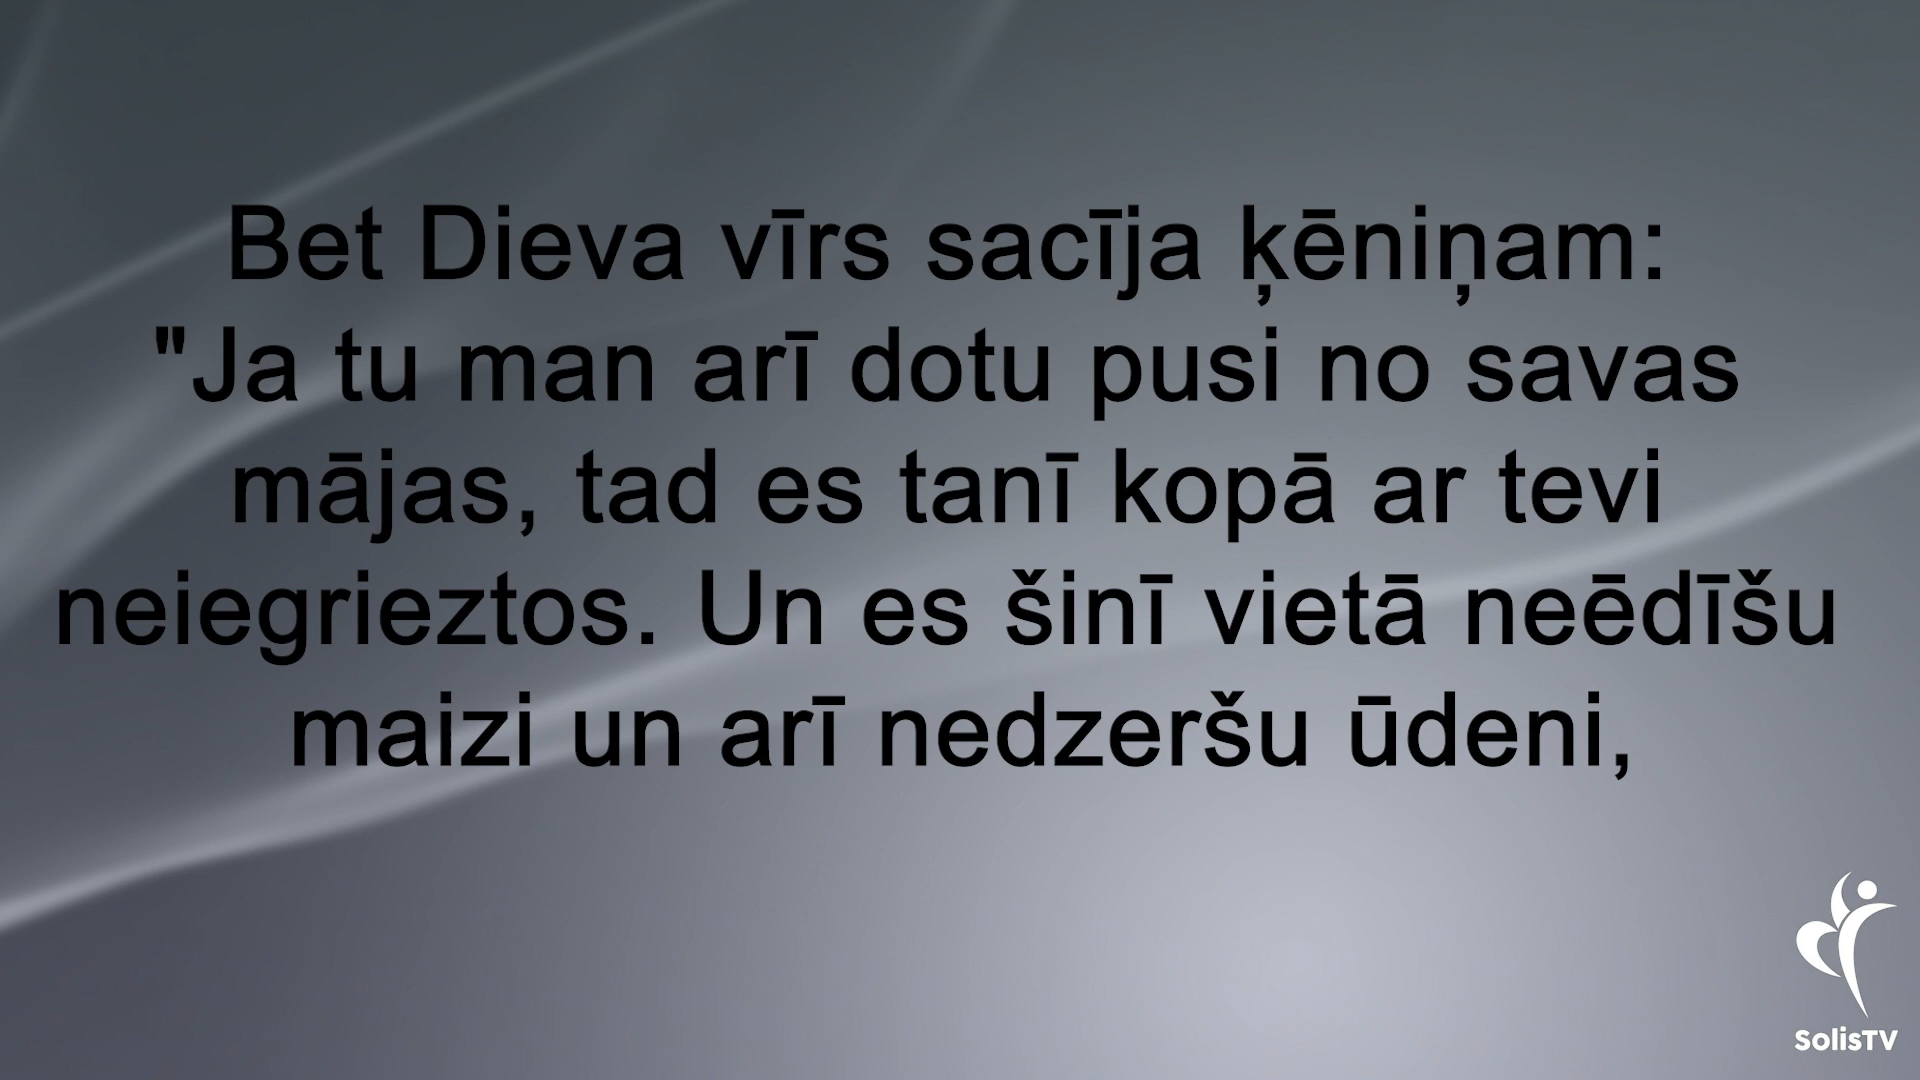 Bet Dieva vīrs sacīja ķēniņam:
"Ja tu man arī dotu pusi no savas
mājas, tad es tanī kopā ar tevi
neiegrieztos. Un es šinī vietā neēdīšu
maizi un arī nedzeršu ūdeni,
SolisTV